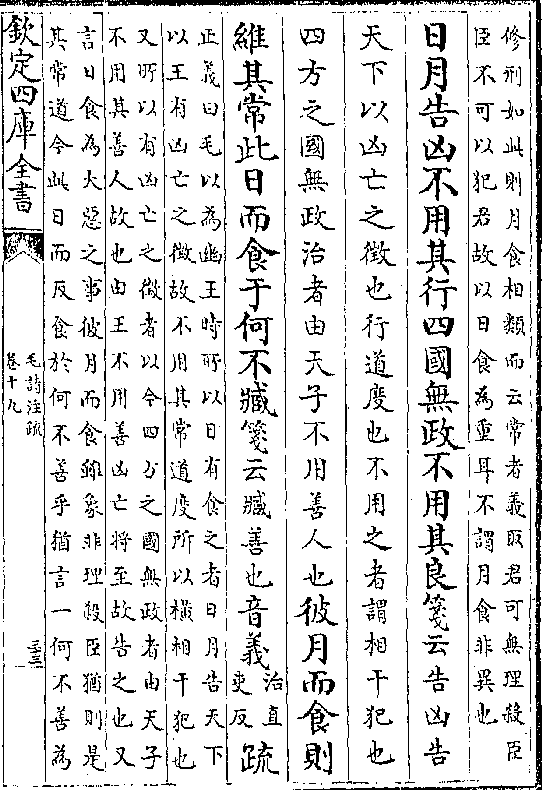 修刑如此則月食相類而云常者義取君可無理殺臣
臣不可以犯君故以日食為重耳不謂月食非異也
日月告凶不用其行四國無政不用其良箋云告凶告
天下以凶亡之徵也行道度也不用之者謂相干犯也
四方之國無政治者由天子不用善人也彼月而食則
維其常此日而食于何不臧箋云臧善也音義治直
吏反
疏
正義曰毛以為幽王時所以日有食之者日月告天下
以王有凶亡之徵故不用其常道度所以橫相干犯也
又所以有凶亡之徵者以今四方之國無政者由天子
不用其善人故也由王不用善凶亡將至故告之也又
言日食為大惡之事彼月而食雖象非理殺臣猶則是
其常道今此日而反食於何不善乎猶言一何不善為
欽定四庫全書
毛詩注疏
卷十九
三三